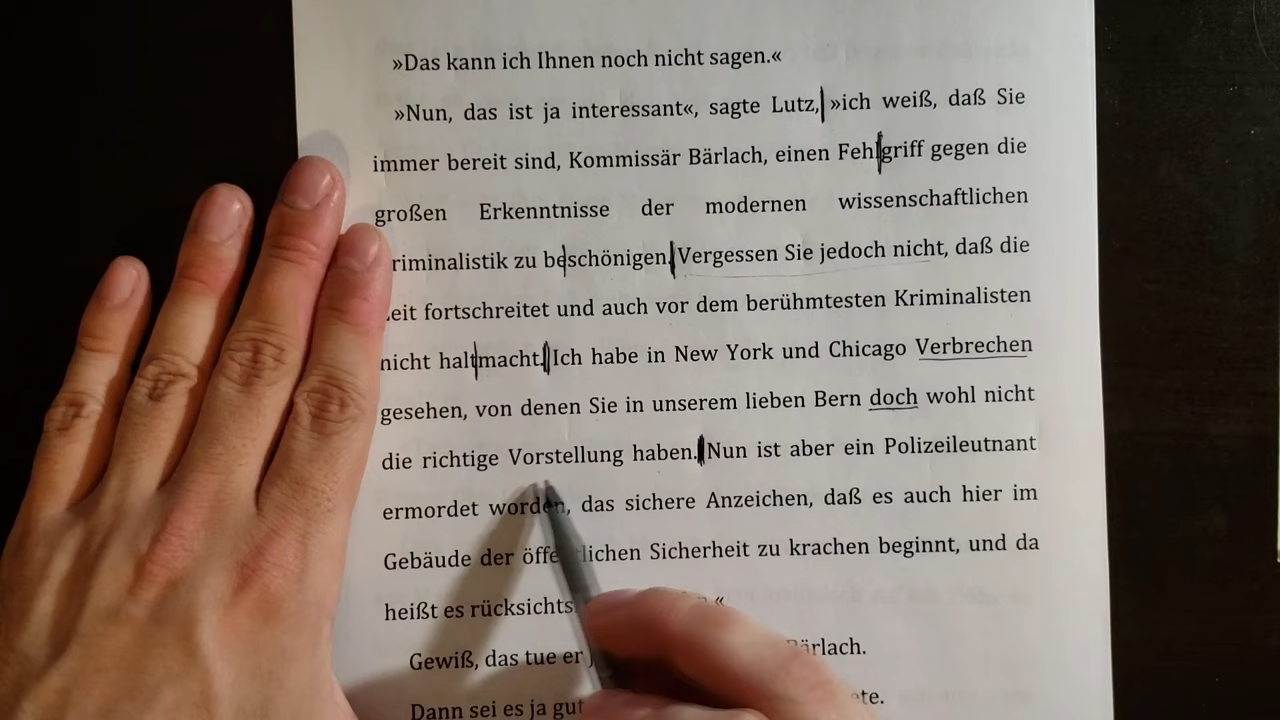 »Das kann ich Ihnen noch nicht sagen.«
»Nun, das ist ja interessant«, sagte Lutz, »ich weiß, daß Sie
immer bereit sind, Kommissär Bärlach, einen Fehlgriff gegen die
großen Erkenntnisse der modernen wissenschaftlichen
riminalistik zu beschönigen. Vergessen Sie jedoch nicht, daß die
eit fortschreitet und auch vor dem berühmtesten Kriminalisten
nicht haltmacht. Ich habe in New York und Chicago Verbrechen
gesehen, von denen Sie in unserem lieben Bern doch wohl nicht
die richtige Vorstellung haben. Nun ist aber ein Polizeileutnant
ermordet worden, das sichere Anzeichen, daß es auch hier im
Gebäude der öffentlichen Sicherheit zu krachen beginnt, und da
heißt es rücksichts «
Gewiß, das tue er Bärlach.
Dann sei es ja gut